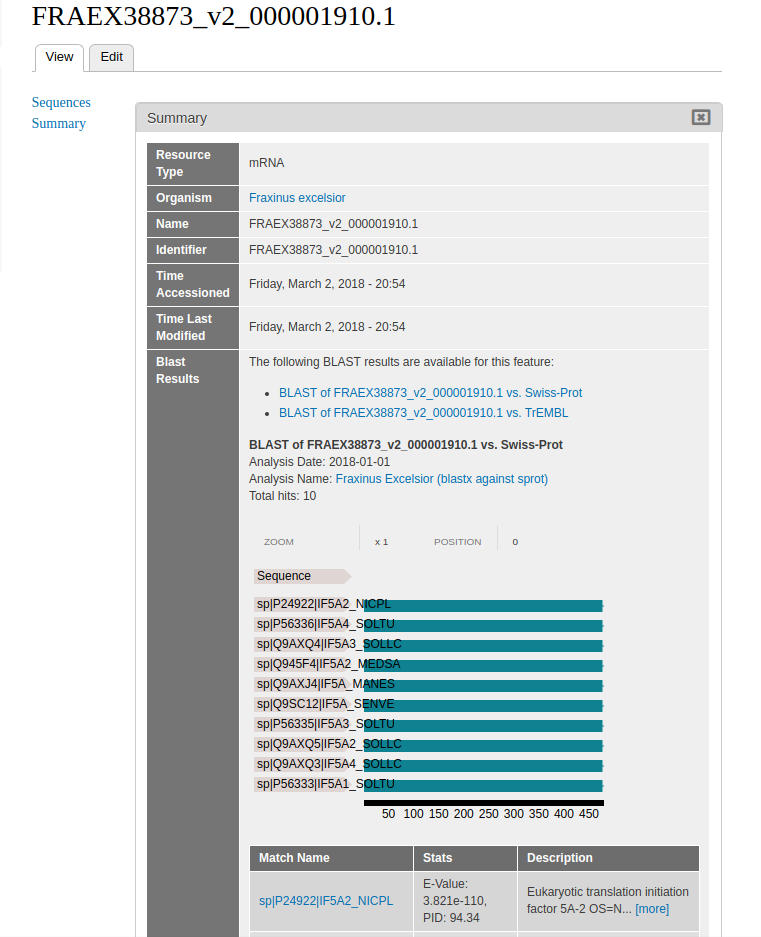 FRAEX38873_v2_000001910.1
View
Edit
Sequences
Summary
Summary
Resource
Type
mRNA
Organism
Fraxinus excelsior
Name
FRAEX38873_v2_000001910.1
Identifier
FRAEX38873_v2_000001910.1
Time
Accessioned
Friday, March 2, 2018 - 20:54
Time Last
Modified
Friday, March 2, 2018 - 20:54
Blast
Results
The following BLAST results are available for this feature:
BLAST of FRAEX38873_v2_000001910.1 vs. Swiss-Prot
BLAST of FRAEX38873_v2_000001910.1 vs. TrEMBL
BLAST of FRAEX38873_v2_000001910.1 vs. Swiss-Prot
Analysis Date: 2018-01-01
Analysis Name: Fraxinus Excelsior (blastx against sprot)
Total hits: 10
ZOOM x 1 POSITION 0
Sequence
sp|P24922|IF5A2_NICPL
sp|P56336|IF5A4_SOLTU
sp|Q9AXQ4|IF5A3_SOLLC
sp|Q945F4|IF5A2_MEDSA
sp|Q9AXJ4|IF5A_MANES
sp|Q9SC12|IF5A_SENVE
sp|P56335|IF5A3_SOLTU
sp|Q9AXQ5|IF5A2_SOLLC
sp|Q9AXQ3|IF5A4_SOLLC
sp|P56333|IF5A1_SOLTU
50 100 150 200 250 300 350 400 450
Match Name Stats Description
sp|P24922|IF5A2_NICPL
E-Value:
3.821e-110,
PID: 94.34
Eukaryotic translation initiation
factor 5A-2 OS=N... [more]